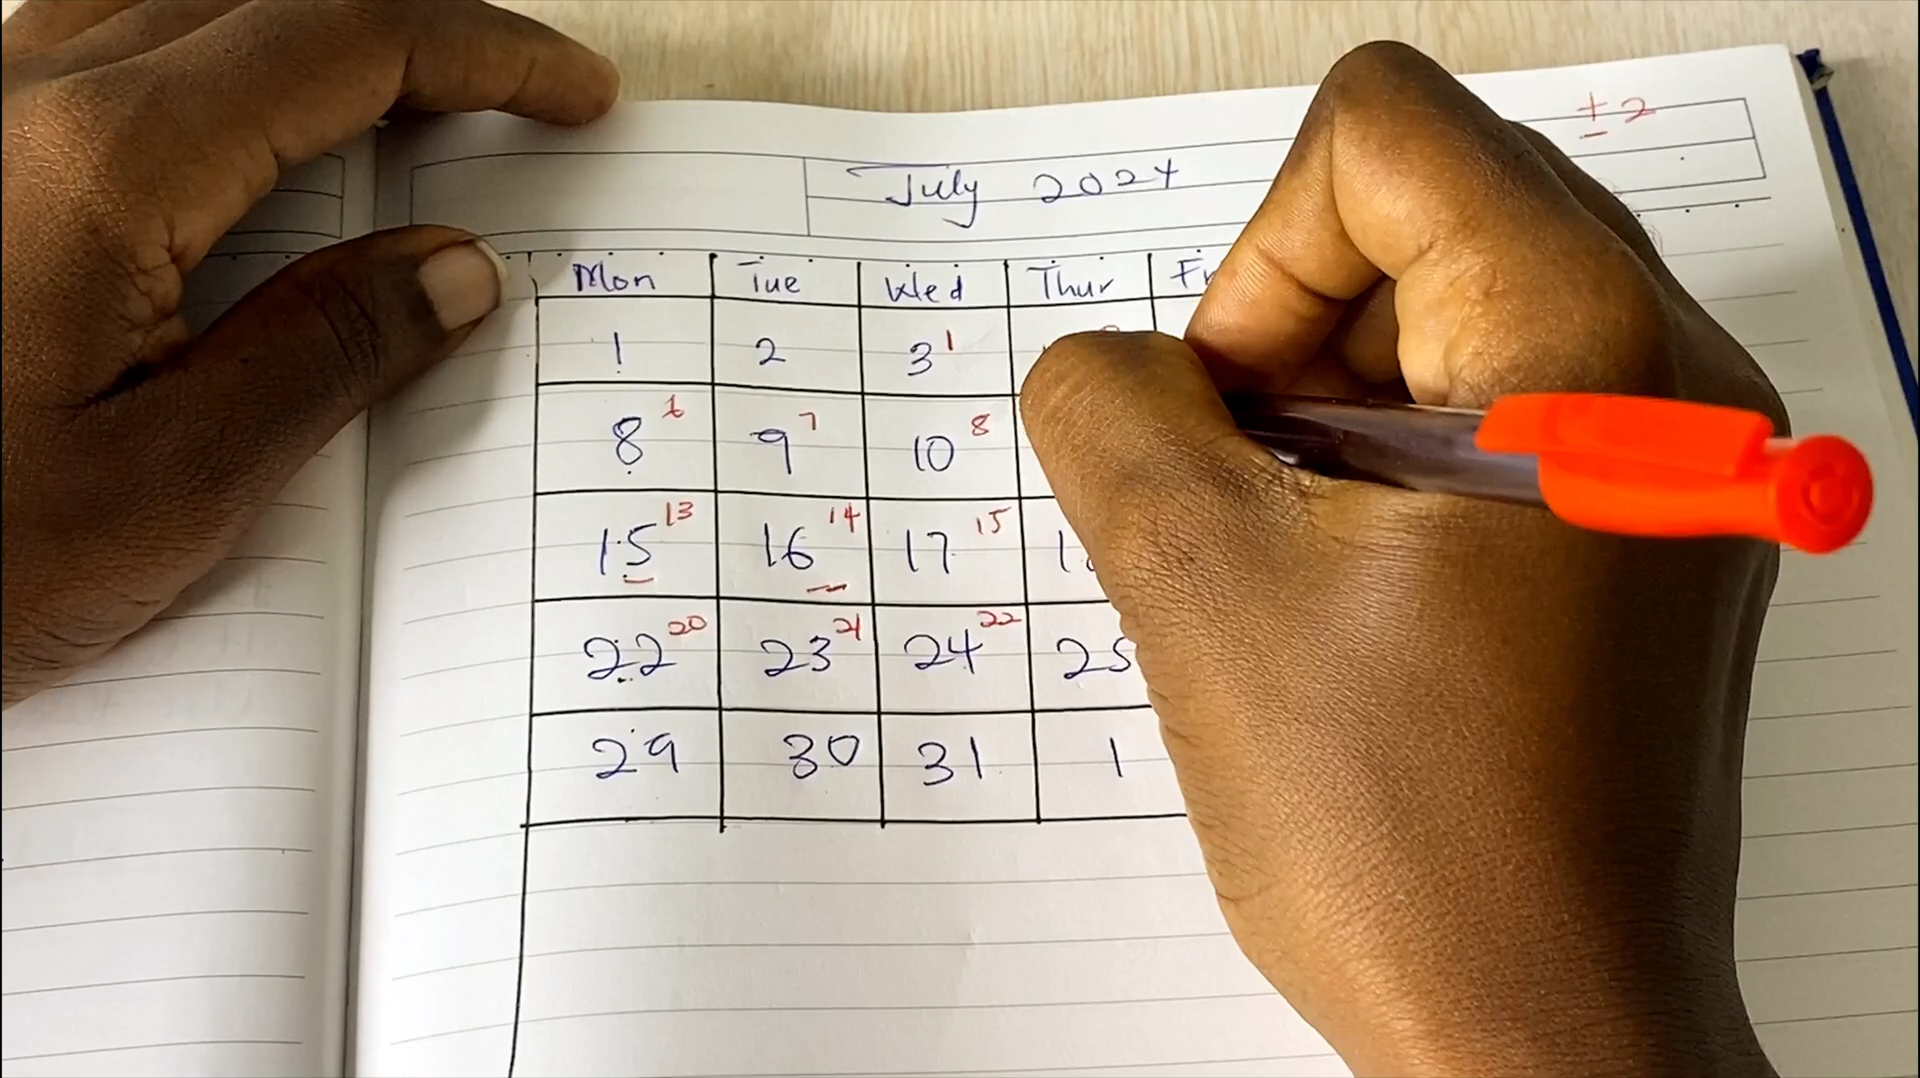 ± 2
July 2024
Mon Tue Wed Thur Fr
1 2 3 1
8 6 9 7 10 8
15 13 16 14 17 15
22 20 23 21 24 22 25
29 30 31 1